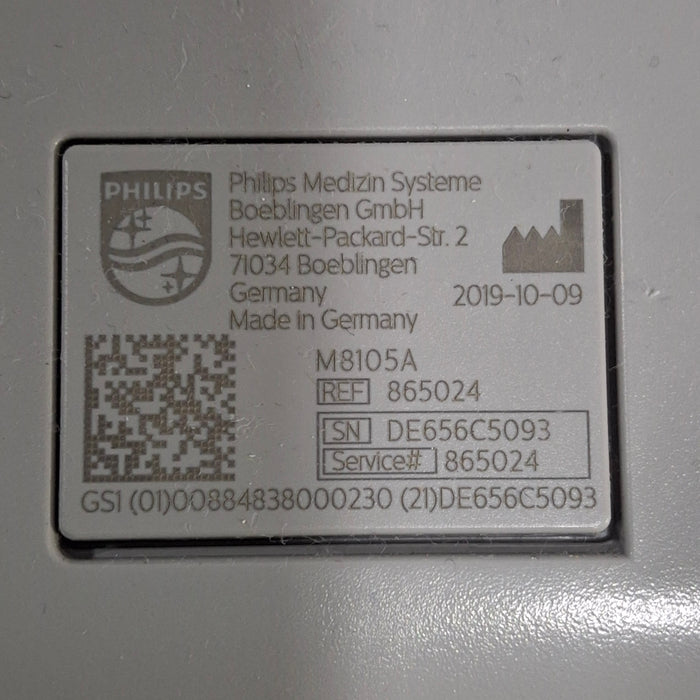 PHILIPS
Philips Medizin Systeme
Boeblingen GmbH
Hewlett-Packard-Str. 2
71034 Boeblingen
Germany
Made in Germany
2019-10-09
M8105A
REF 865024
SN DE656C5093
Service# 865024
GS1 (01)00884838000230 (21)DE656C5093